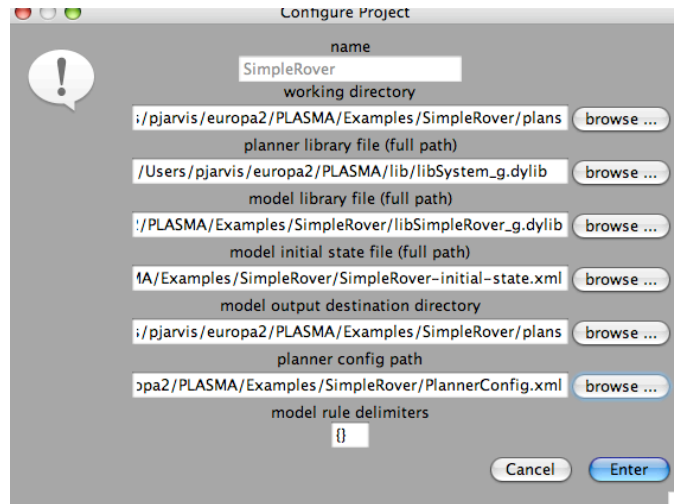 Configure Project
name
SimpleRover
working directory
s/pjarvis/europa2/PLASMA/Examples/SimpleRover/plans browse ...
planner library file (full path)
/Users/pjarvis/europa2/PLASMA/lib/libSystem_g.dylib browse ...
model library file (full path)
2/PLASMA/Examples/SimpleRover/libSimpleRover_g.dylib browse ...
model initial state file (full path)
MA/Examples/SimpleRover/SimpleRover-initial-state.xml browse ...
model output destination directory
s/pjarvis/europa2/PLASMA/Examples/SimpleRover/plans browse ...
planner config path
opa2/PLASMA/Examples/SimpleRover/PlannerConfig.xml browse ...
model rule delimiters
{}
Cancel Enter